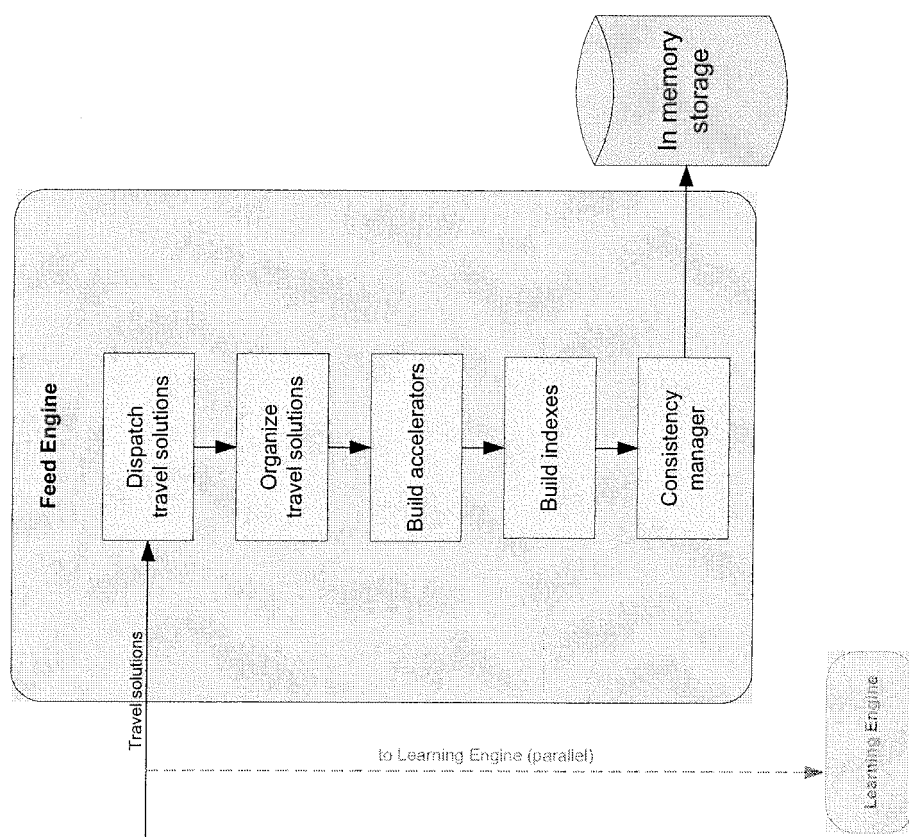 Feed Engine
Travel solutions
Dispatch
travel solutions
Organize
travel solutions
Build accelerators
Build indexes
Consistency
manager
In memory
storage
to Learning Engine (parallel)
Learning Engine